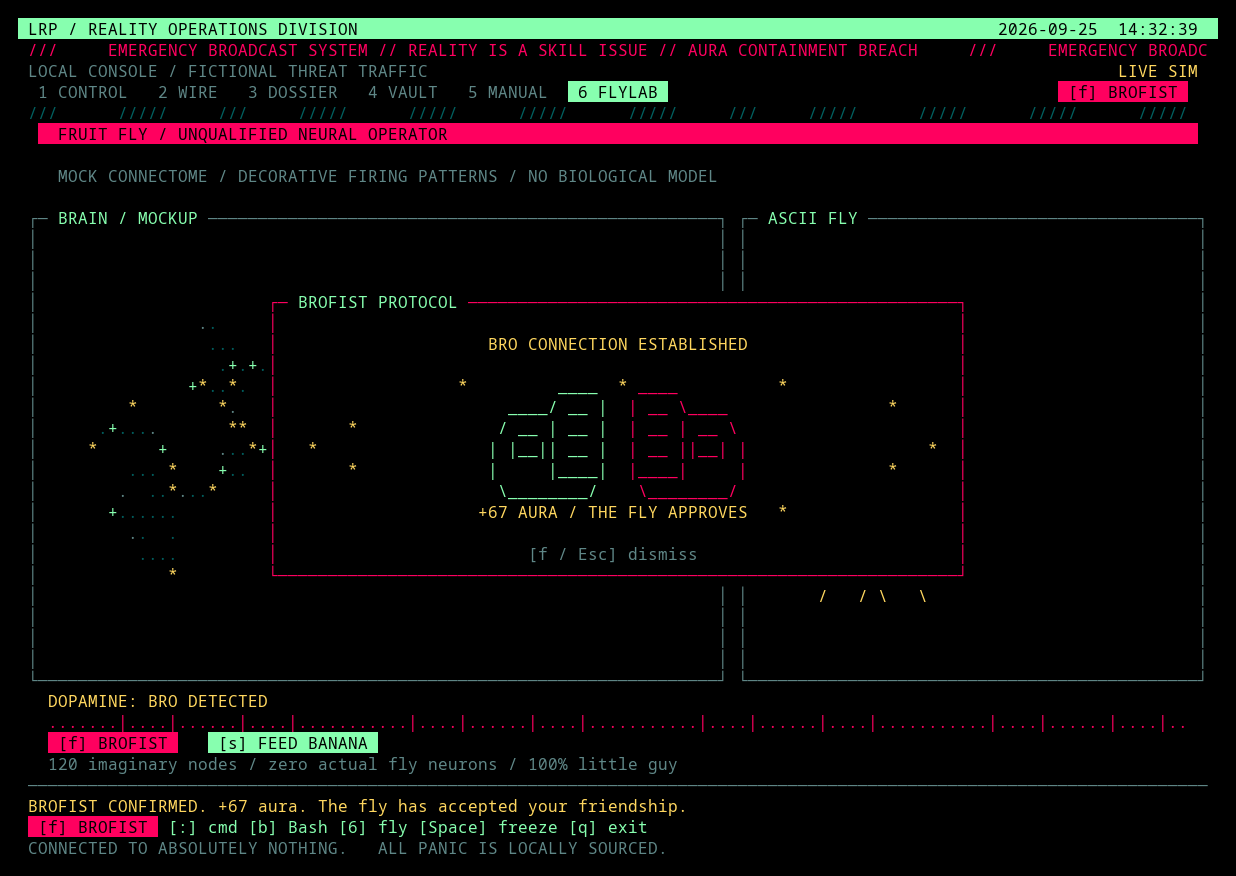 LRP / REALITY OPERATIONS DIVISION 2026-09-25 14:32:39
/// EMERGENCY BROADCAST SYSTEM // REALITY IS A SKILL ISSUE // AURA CONTAINMENT BREACH /// EMERGENCY BROADC
LOCAL CONSOLE / FICTIONAL THREAT TRAFFIC LIVE SIM
1 CONTROL 2 WIRE 3 DOSSIER 4 VAULT 5 MANUAL 6 FLYLAB [f] BROFIST
FRUIT FLY / UNQUALIFIED NEURAL OPERATOR
MOCK CONNECTOME / DECORATIVE FIRING PATTERNS / NO BIOLOGICAL MODEL
BRAIN / MOCKUP ASCII FLY
BROFIST PROTOCOL
BRO CONNECTION ESTABLISHED
+67 AURA / THE FLY APPROVES
[f / Esc] dismiss
DOPAMINE: BRO DETECTED
[f] BROFIST [s] FEED BANANA
120 imaginary nodes / zero actual fly neurons / 100% little guy
BROFIST CONFIRMED. +67 aura. The fly has accepted your friendship.
[f] BROFIST [:] cmd [b] Bash [6] fly [Space] freeze [q] exit
CONNECTED TO ABSOLUTELY NOTHING. ALL PANIC IS LOCALLY SOURCED.